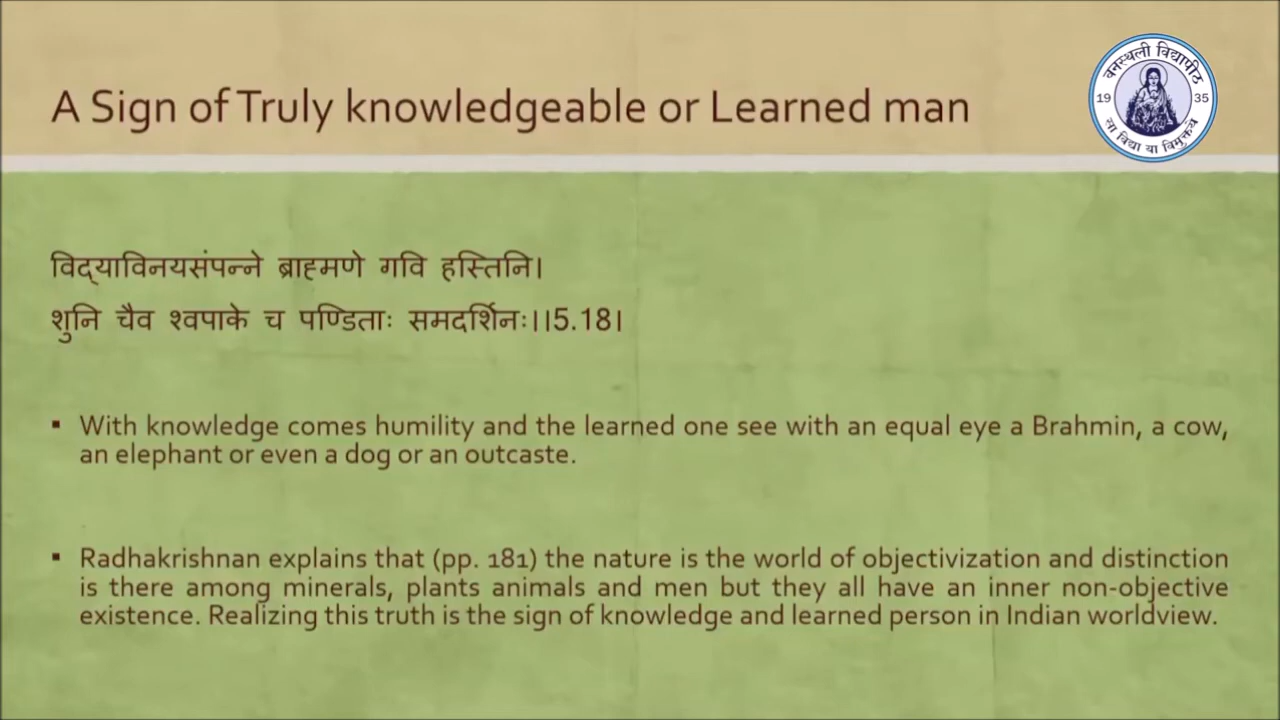 A Sign of Truly knowledgeable or Learned man
वनस्थली विद्यापीठ
19 35
सा विद्या या विमुक्तये
विद्याविनयसंपन्ने ब्राह्मणे गवि हस्तिनि।
शुनि चैव श्वपाके च पण्डिताः समदर्शिनः।।5.18।
▪ With knowledge comes humility and the learned one see with an equal eye a Brahmin, a cow,
an elephant or even a dog or an outcaste.
▪ Radhakrishnan explains that (pp. 181) the nature is the world of objectivization and distinction
is there among minerals, plants animals and men but they all have an inner non-objective
existence. Realizing this truth is the sign of knowledge and learned person in Indian worldview.